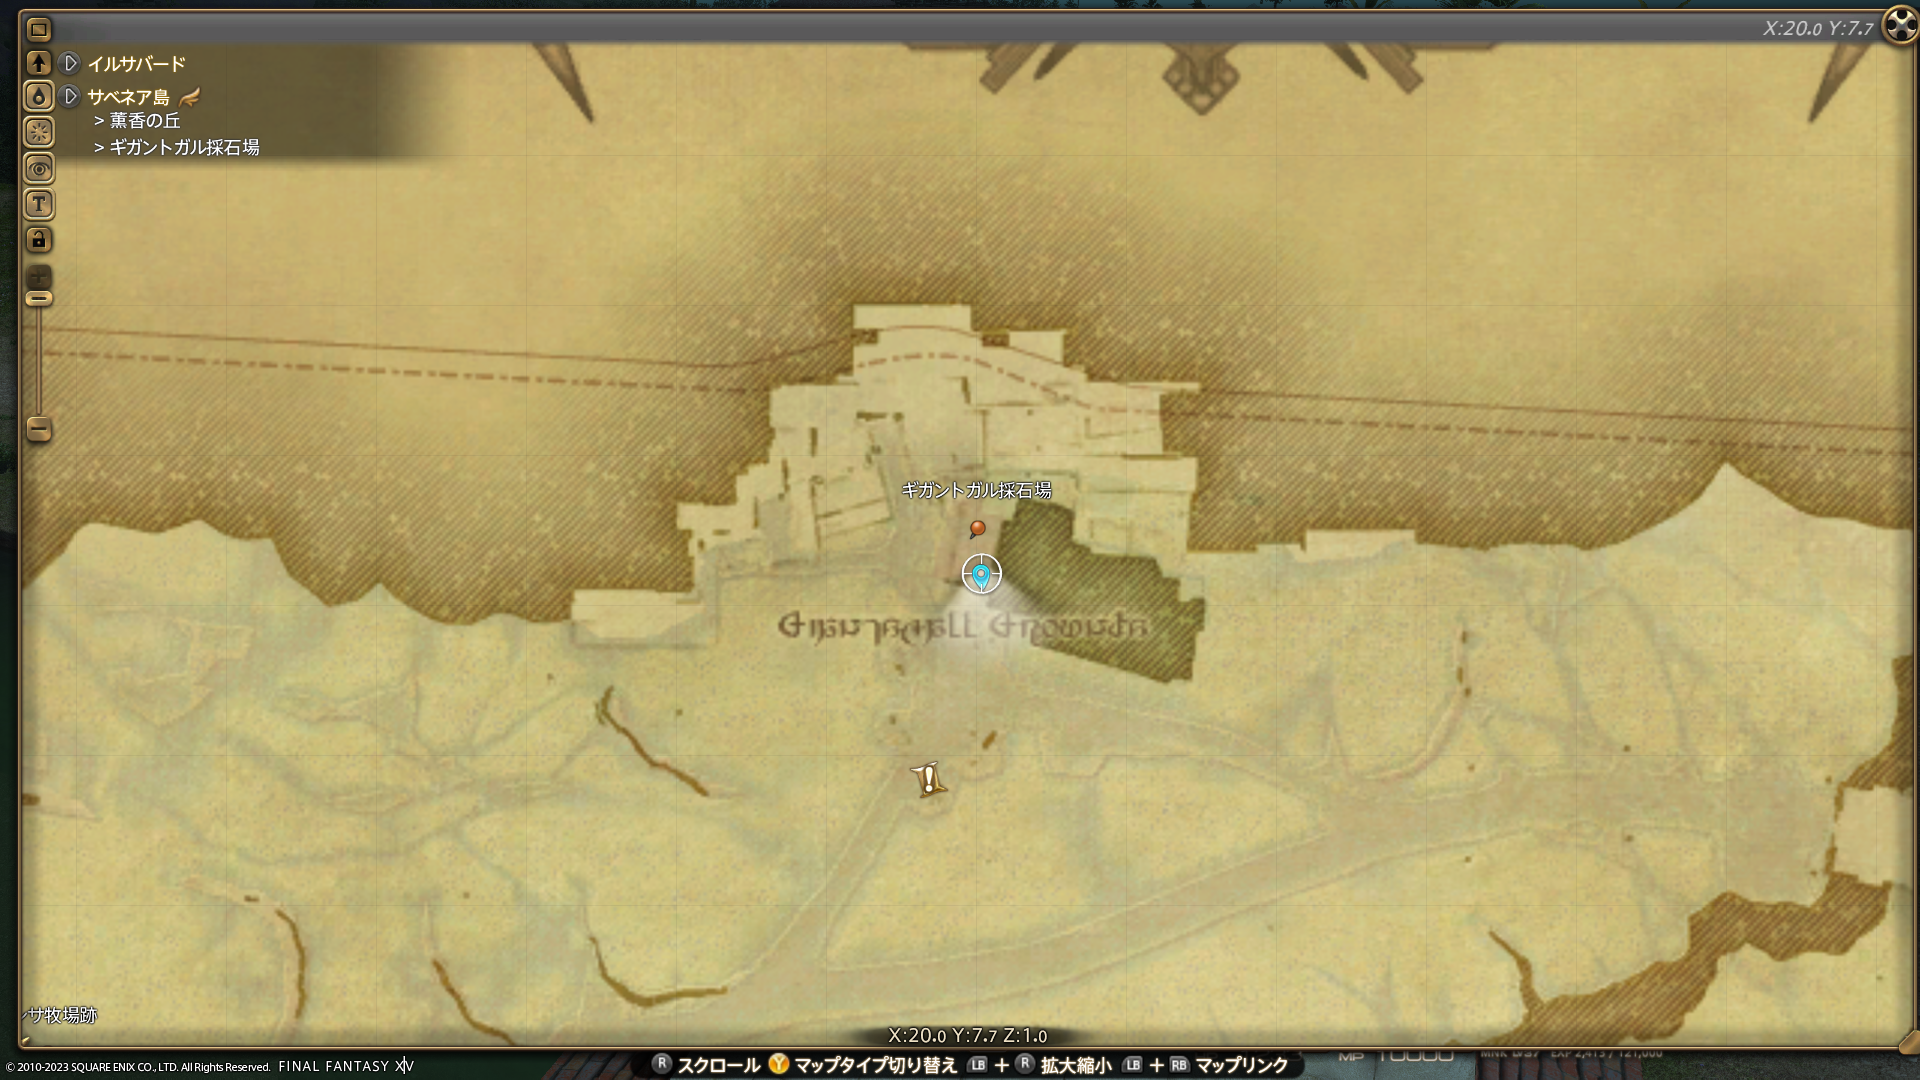 X:20.0 Y:7.7
イルサバード
サベネア島
> 薫香の丘
> ギガントガル採石場
T
ギガントガル採石場
サ牧場跡
X:20.0 Y:7.7 Z:1.0
R スクロール Y マップタイプ切り替え LB + R 拡大縮小 LB + RB マップリンク
MP 10000
© 2010-2023 SQUARE ENIX CO., LTD. All Rights Reserved. FINAL FANTASY XIV